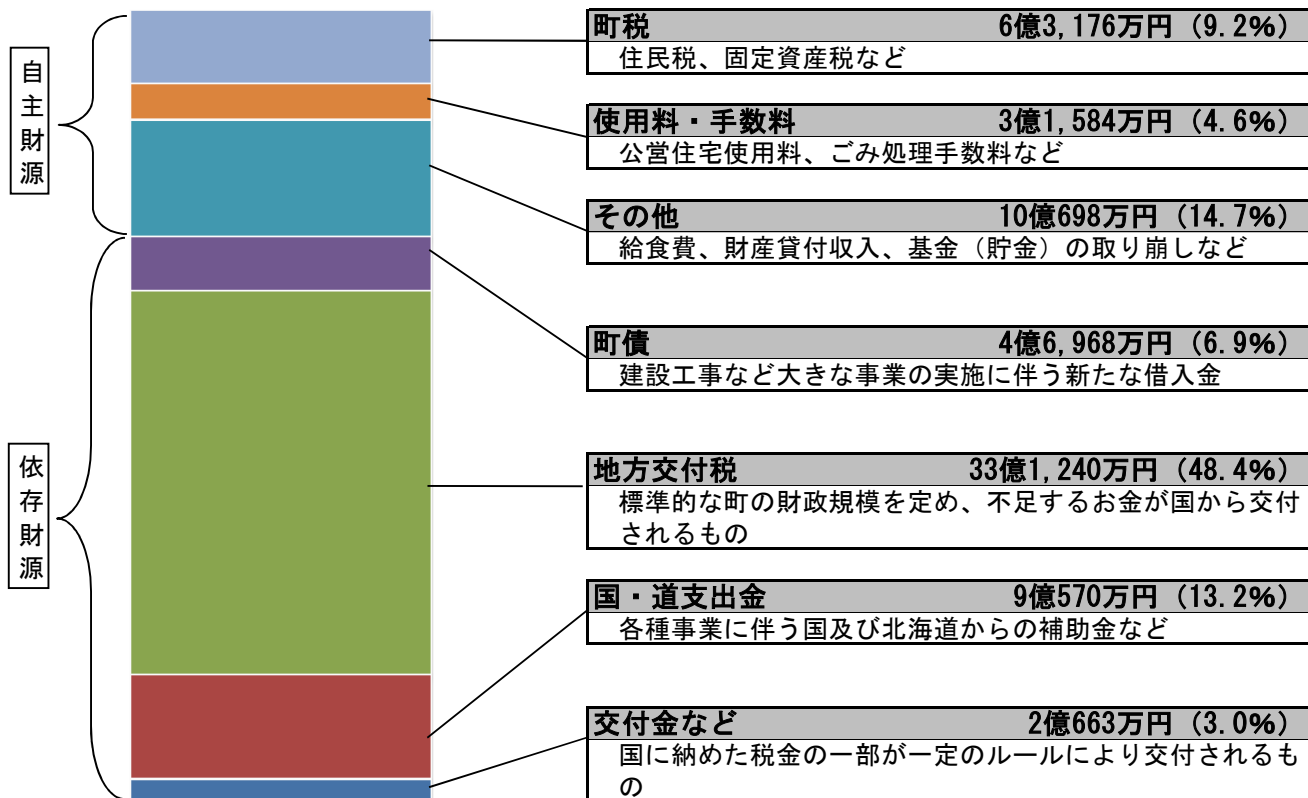 自主財源
町税 6億3,176万円 (9.2%)
住民税、固定資産税など
使用料・手数料 3億1,584万円 (4.6%)
公営住宅使用料、ごみ処理手数料など
その他 10億698万円 (14.7%)
給食費、財産貸付収入、基金（貯金）の取り崩しなど
依存財源
町債 4億6,968万円 (6.9%)
建設工事など大きな事業の実施に伴う新たな借入金
地方交付税 33億1,240万円 (48.4%)
標準的な町の財政規模を定め、不足するお金が国から交付
されるもの
国・道支出金 9億570万円 (13.2%)
各種事業に伴う国及び北海道からの補助金など
交付金など 2億663万円 (3.0%)
国に納めた税金の一部が一定のルールにより交付されるも
の